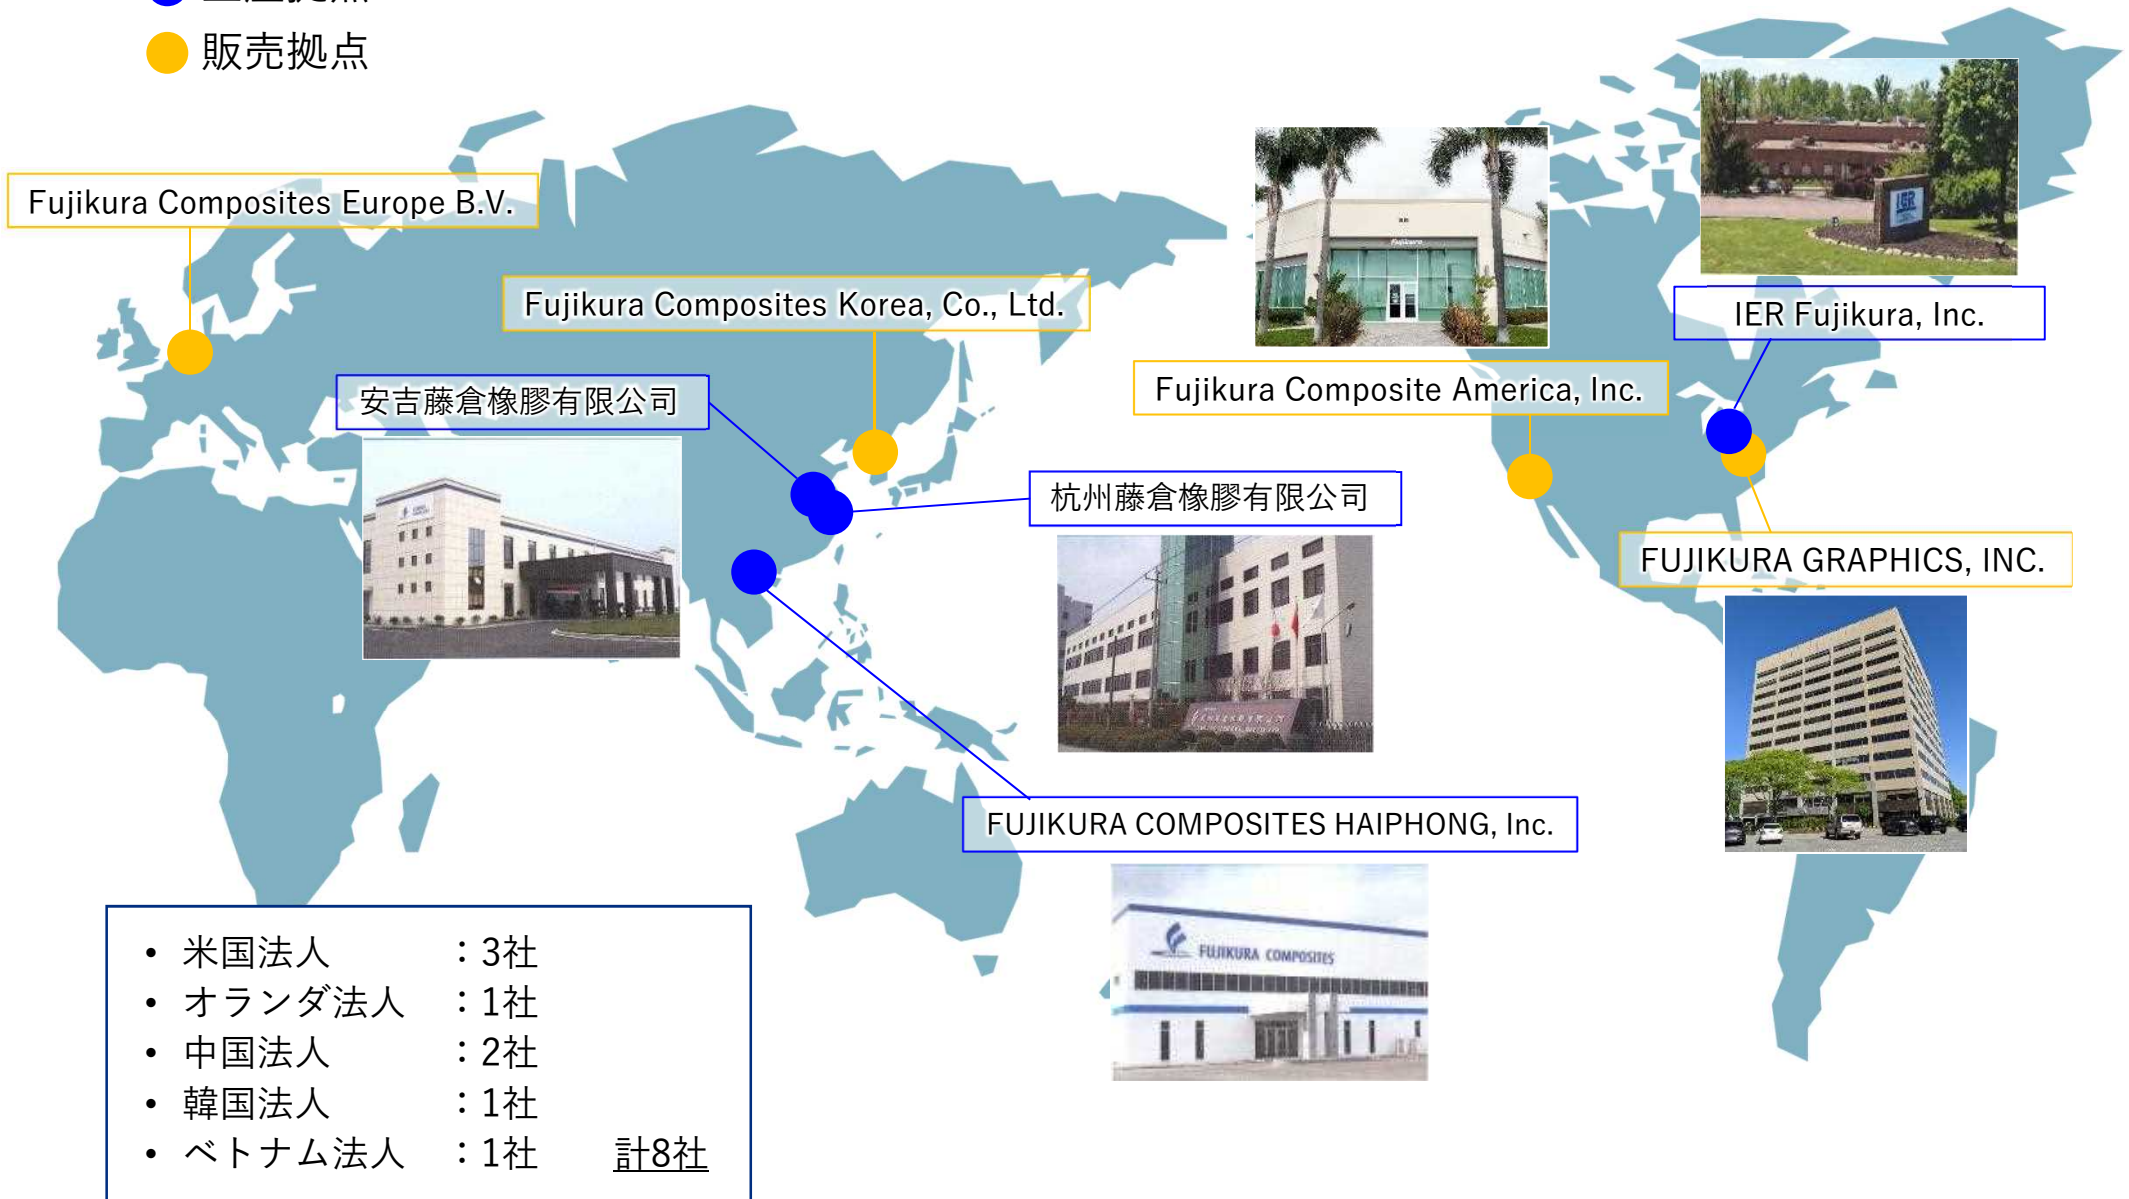 販売拠点
Fujikura Composites Europe B.V.
Fujikura Composites Korea, Co., Ltd.
IER Fujikura, Inc.
Fujikura Composite America, Inc.
安吉藤倉橡膠有限公司
杭州藤倉橡膠有限公司
FUJIKURA GRAPHICS, INC.
FUJIKURA COMPOSITES HAIPHONG, Inc.
Fujikura
IER
FUJIKURA COMPOSITES
• 米国法人 :3社
• オランダ法人 :1社
• 中国法人 :2社
• 韓国法人 :1社
• ベトナム法人 :1社 計8社